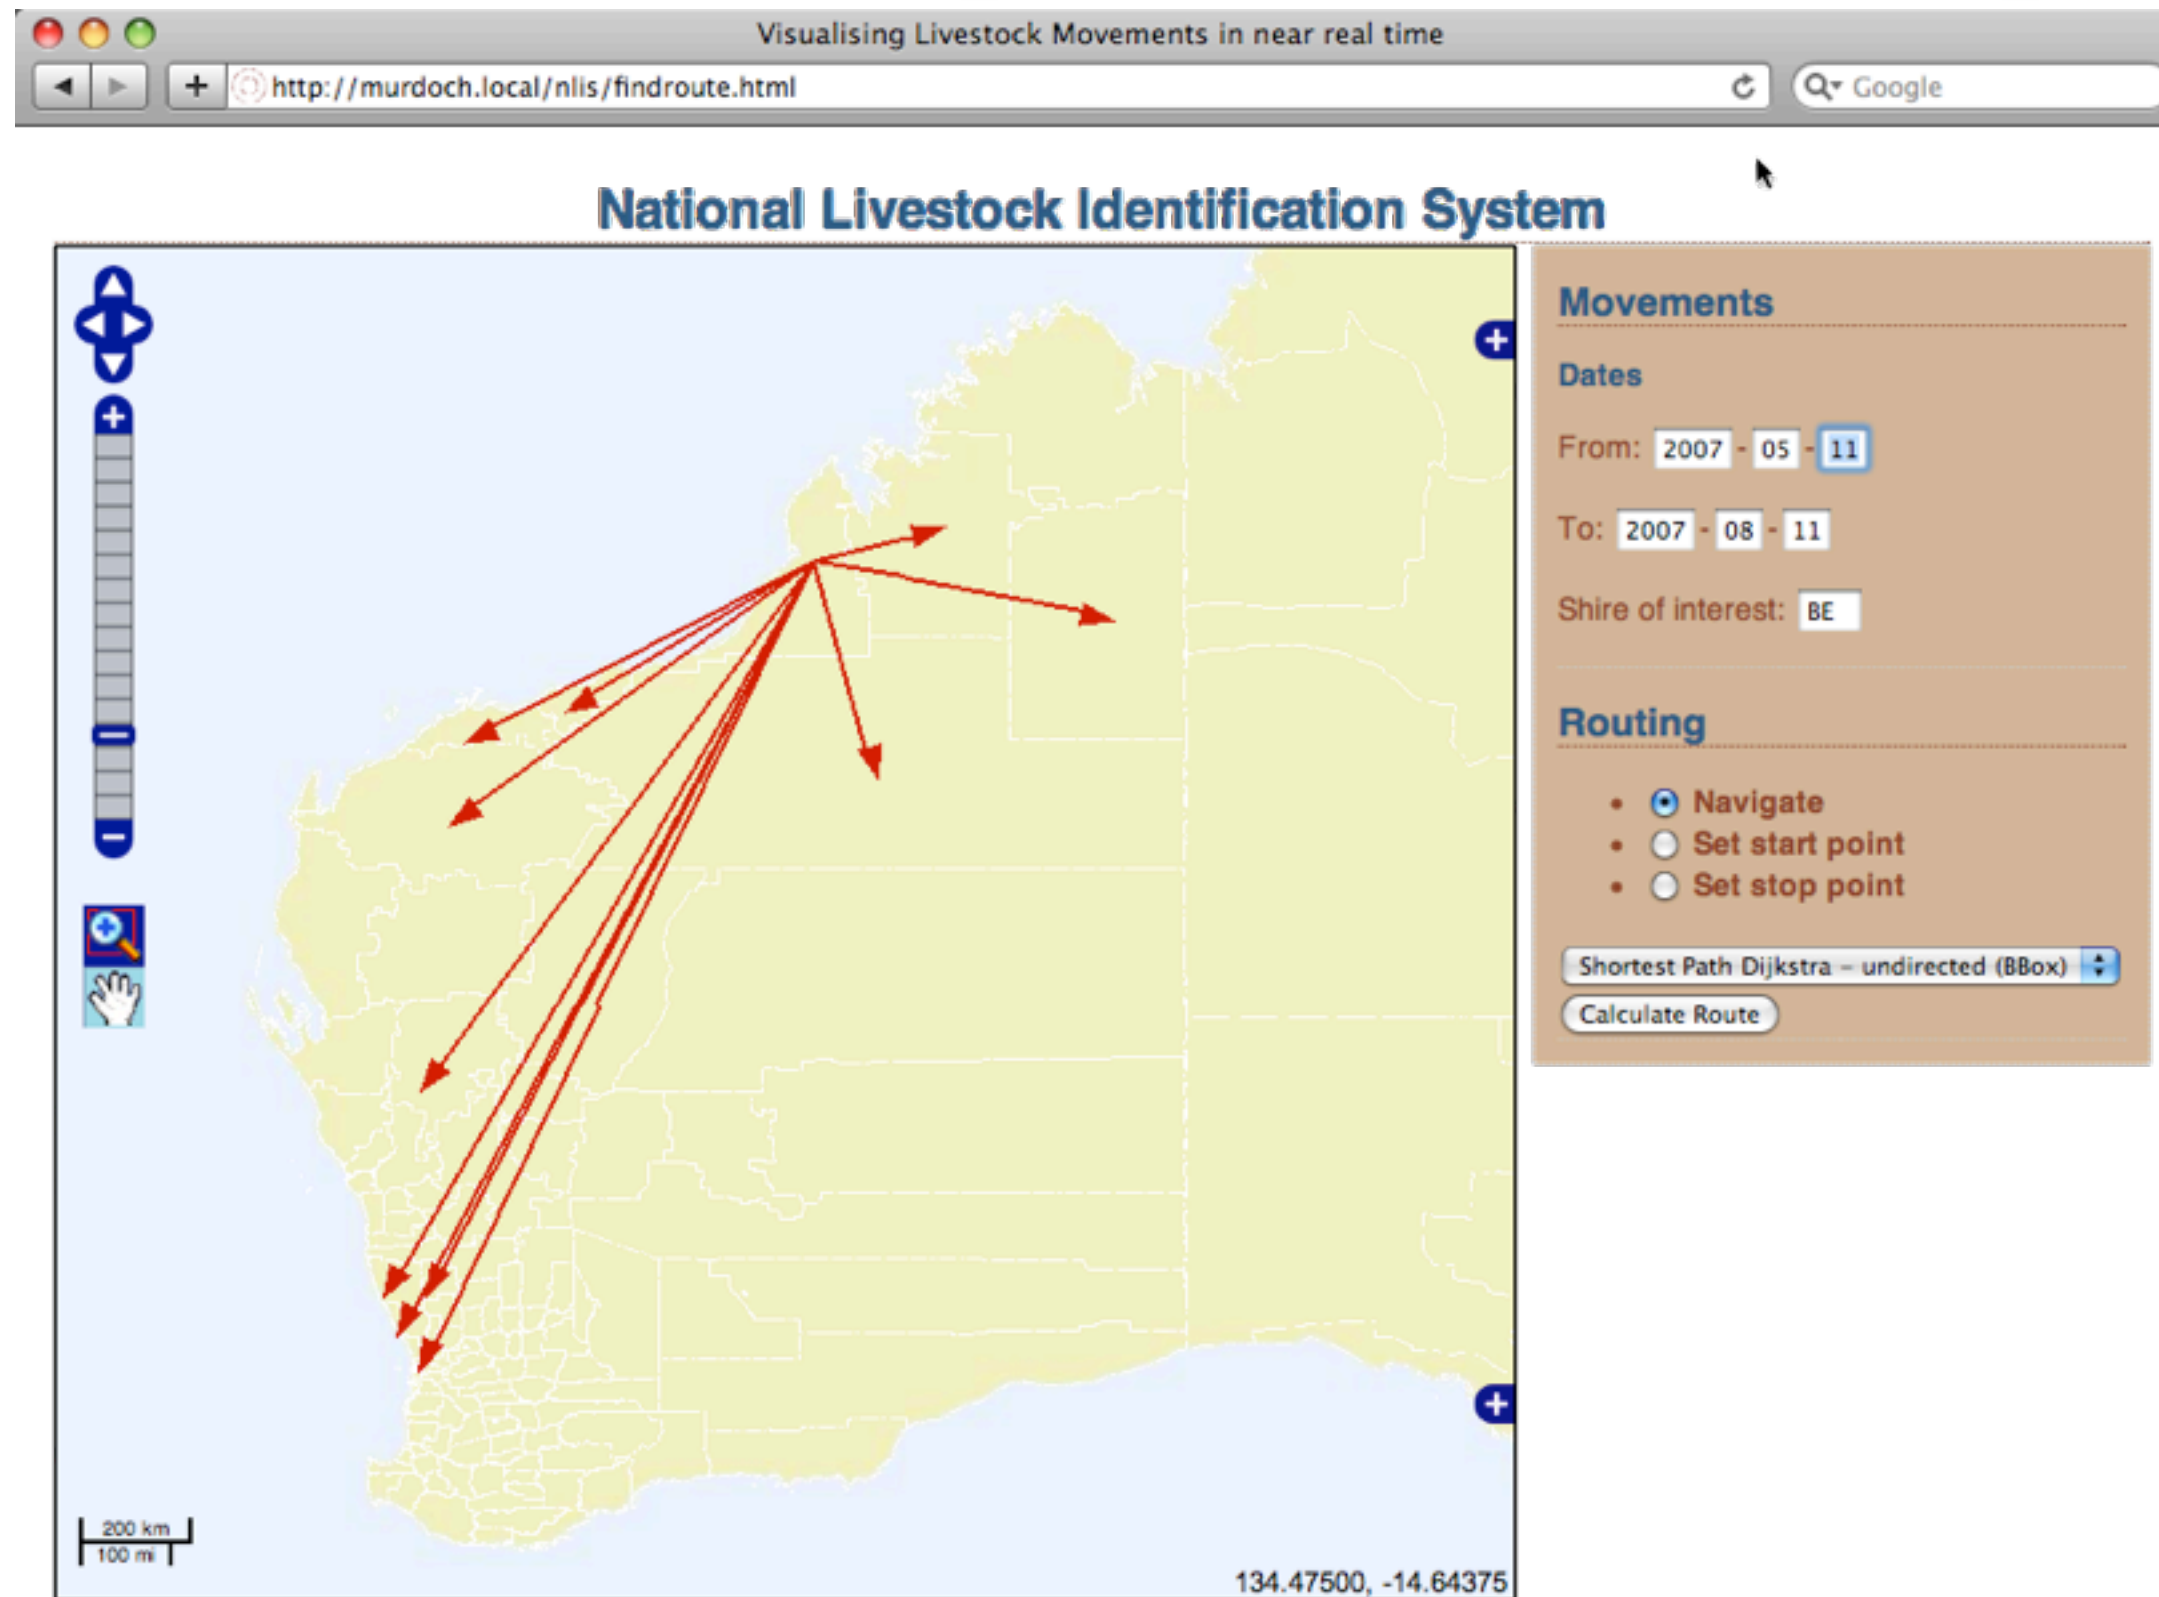 Visualising Livestock Movements in near real time
http://murdoch.local/nlis/findroute.html
Google
National Livestock Identification System
Movements
Dates
From: 2007 - 05 - 11
To: 2007 - 08 - 11
Shire of interest: BE
Routing
• Navigate
• Set start point
• Set stop point
Shortest Path Dijkstra – undirected (BBox)
Calculate Route
200 km
100 mi
134.47500, -14.64375